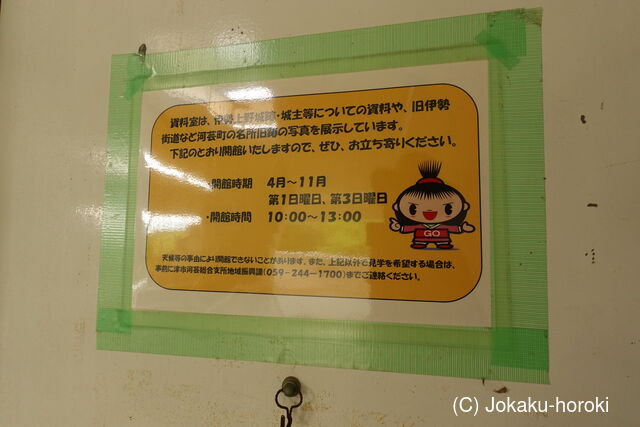 資料室は、伊勢上野城跡・城主等についての資料や、旧伊勢
街道など河芸町の名所旧跡の写真を展示しています。
下記のとおり開館いたしますので、ぜひ、お立ち寄りください。
・開館時期 4月～11月
第1日曜日、第3日曜日
・開館時間 10:00～13:00
GO
天候等の事由により開館できないことがあります。また、上記以外で見学を希望する場合は、
事前に津市河芸総合支所地域振興課(059-244-1700)までご連絡ください。
(C) Jokaku-horoki